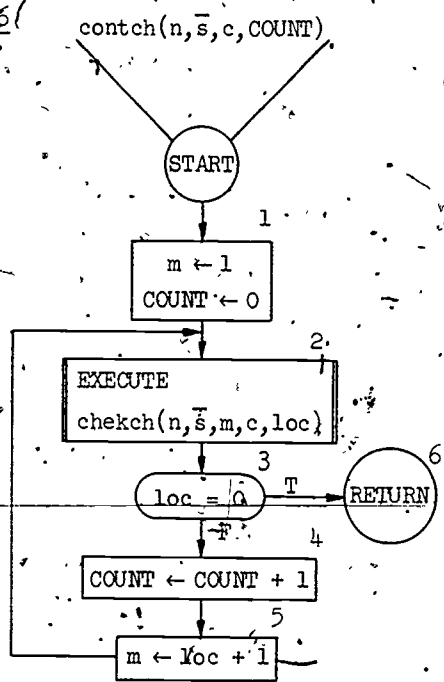 contch(n,s̅,c,COUNT)
START
1
m ← 1
COUNT ← 0
2
EXECUTE
chekch(n,s̅,m,c,loc)
3
loc = 0
T
6
RETURN
F
4
COUNT ← COUNT + 1
5
m ← loc + 1